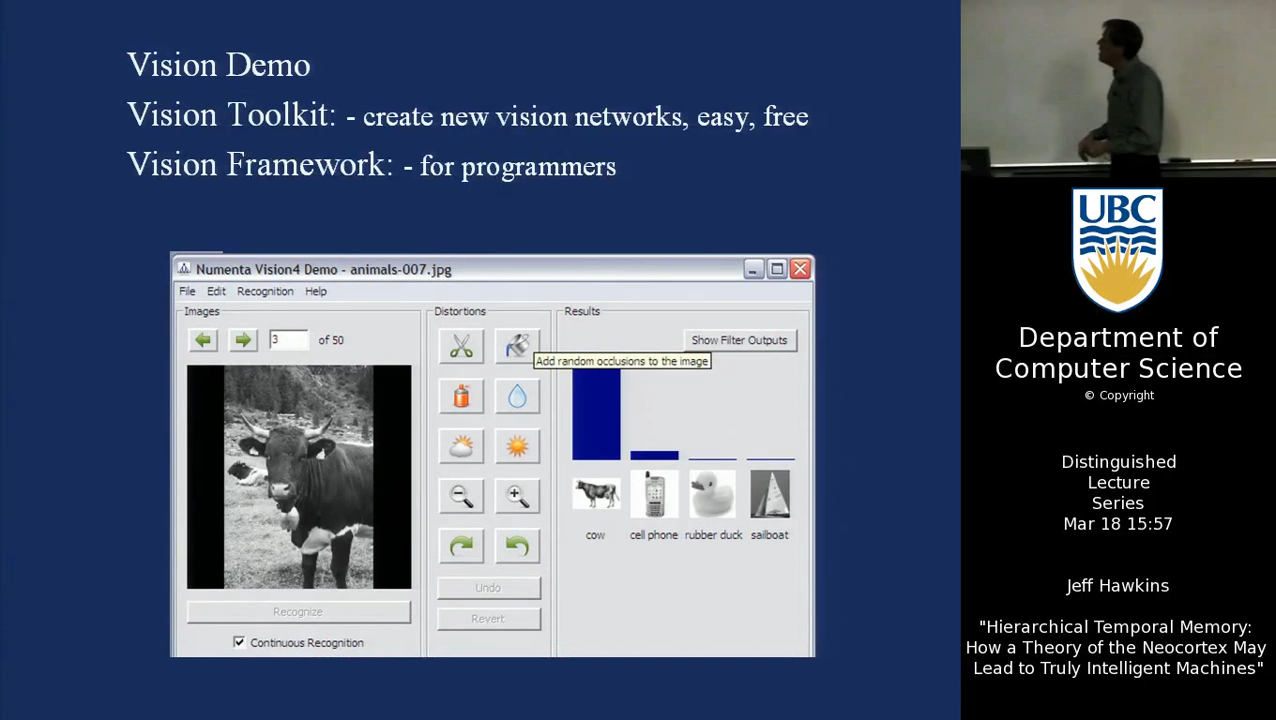 Vision Demo
Vision Toolkit: - create new vision networks, easy, free
Vision Framework: - for programmers
Numenta Vision4 Demo - animals-007.jpg
File Edit Recognition Help
Images
3 of 50
Recognize
Continuous Recognition
Distortions
Add random occlusions to the image
Undo
Revert
Results
Show Filter Outputs
cow cell phone rubber duck sailboat
UBC
Department of
Computer Science
© Copyright
Distinguished
Lecture
Series
Mar 18 15:57
Jeff Hawkins
"Hierarchical Temporal Memory:
How a Theory of the Neocortex May
Lead to Truly Intelligent Machines"